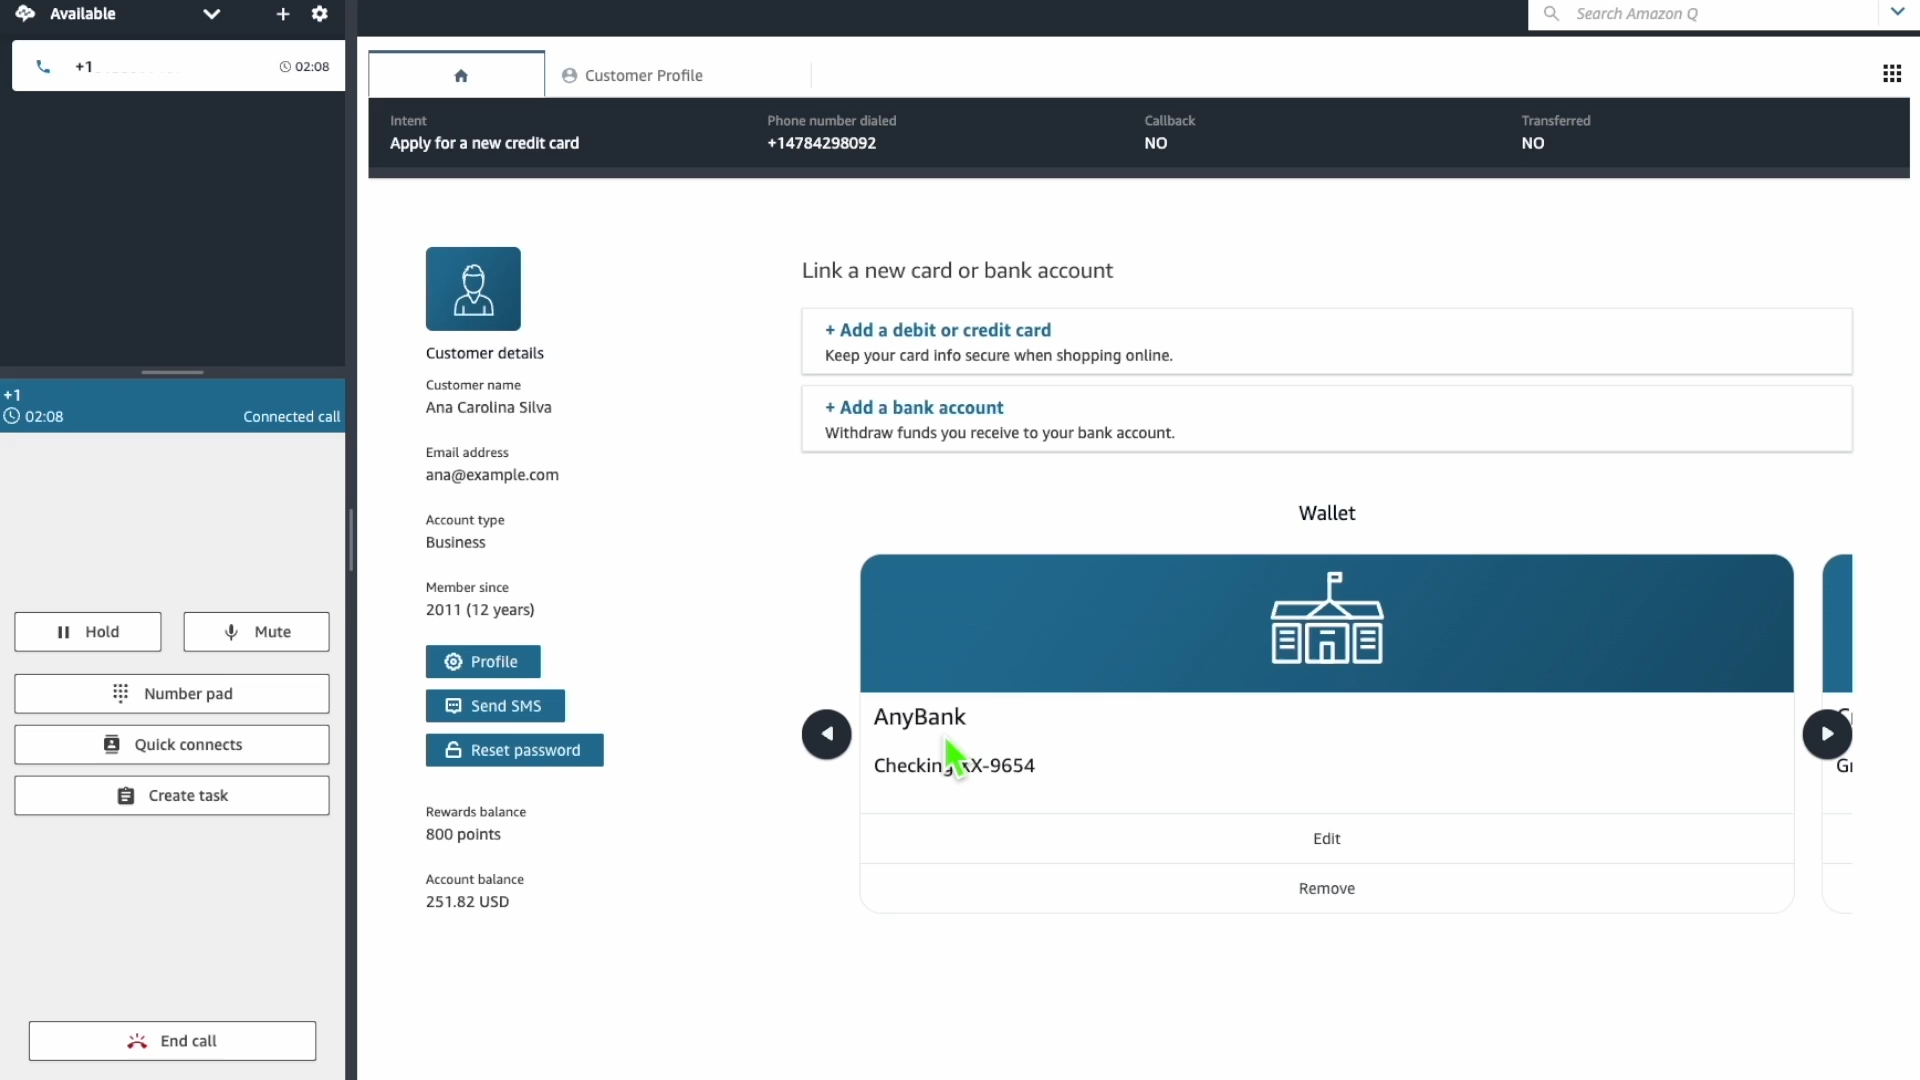 Available
Search Amazon Q
+1
02:08
Customer Profile
Intent
Apply for a new credit card
Phone number dialed
+14784298092
Callback
NO
Transferred
NO
+1
02:08
Connected call
Hold
Mute
Number pad
Quick connects
Create task
End call
Customer details
Customer name
Ana Carolina Silva
Email address
ana@example.com
Account type
Business
Member since
2011 (12 years)
Profile
Send SMS
Reset password
Rewards balance
800 points
Account balance
251.82 USD
Link a new card or bank account
+ Add a debit or credit card
Keep your card info secure when shopping online.
+ Add a bank account
Withdraw funds you receive to your bank account.
Wallet
AnyBank
Checking XX-9654
Edit
Remove